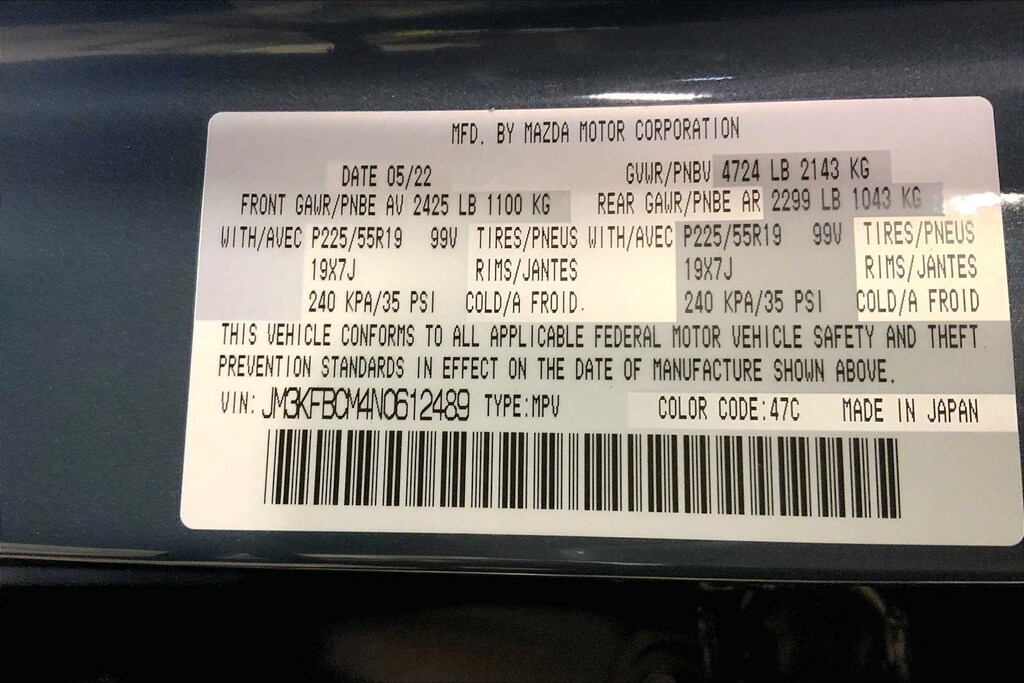 MFD. BY MAZDA MOTOR CORPORATION
DATE 05/22 GVWR/PNBV 4724 LB 2143 KG
FRONT GAWR/PNBE AV 2425 LB 1100 KG REAR GAWR/PNBE AR 2299 LB 1043 KG
WITH/AVEC P225/55R19 99V TIRES/PNEUS WITH/AVEC P225/55R19 99V TIRES/PNEUS
19X7J RIMS/JANTES 19X7J RIMS/JANTES
240 KPA/35 PSI COLD/A FROID. 240 KPA/35 PSI COLD/A FROID
THIS VEHICLE CONFORMS TO ALL APPLICABLE FEDERAL MOTOR VEHICLE SAFETY AND THEFT
PREVENTION STANDARDS IN EFFECT ON THE DATE OF MANUFACTURE SHOWN ABOVE.
VIN: JM3KFBCM4N0612489 TYPE:MPV COLOR CODE:47C MADE IN JAPAN